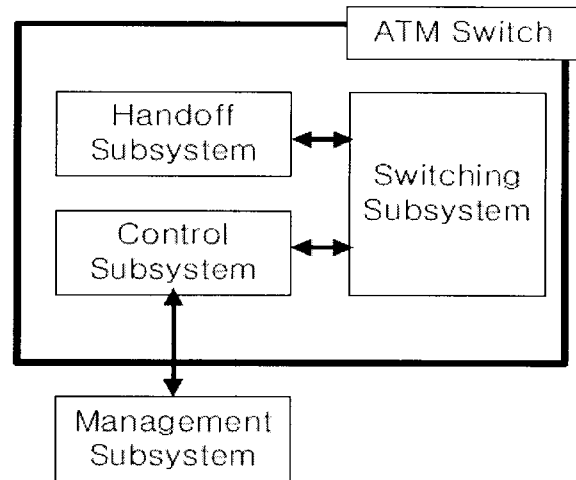 ATM Switch
Handoff
Subsystem
Switching
Subsystem
Control
Subsystem
Management
Subsystem